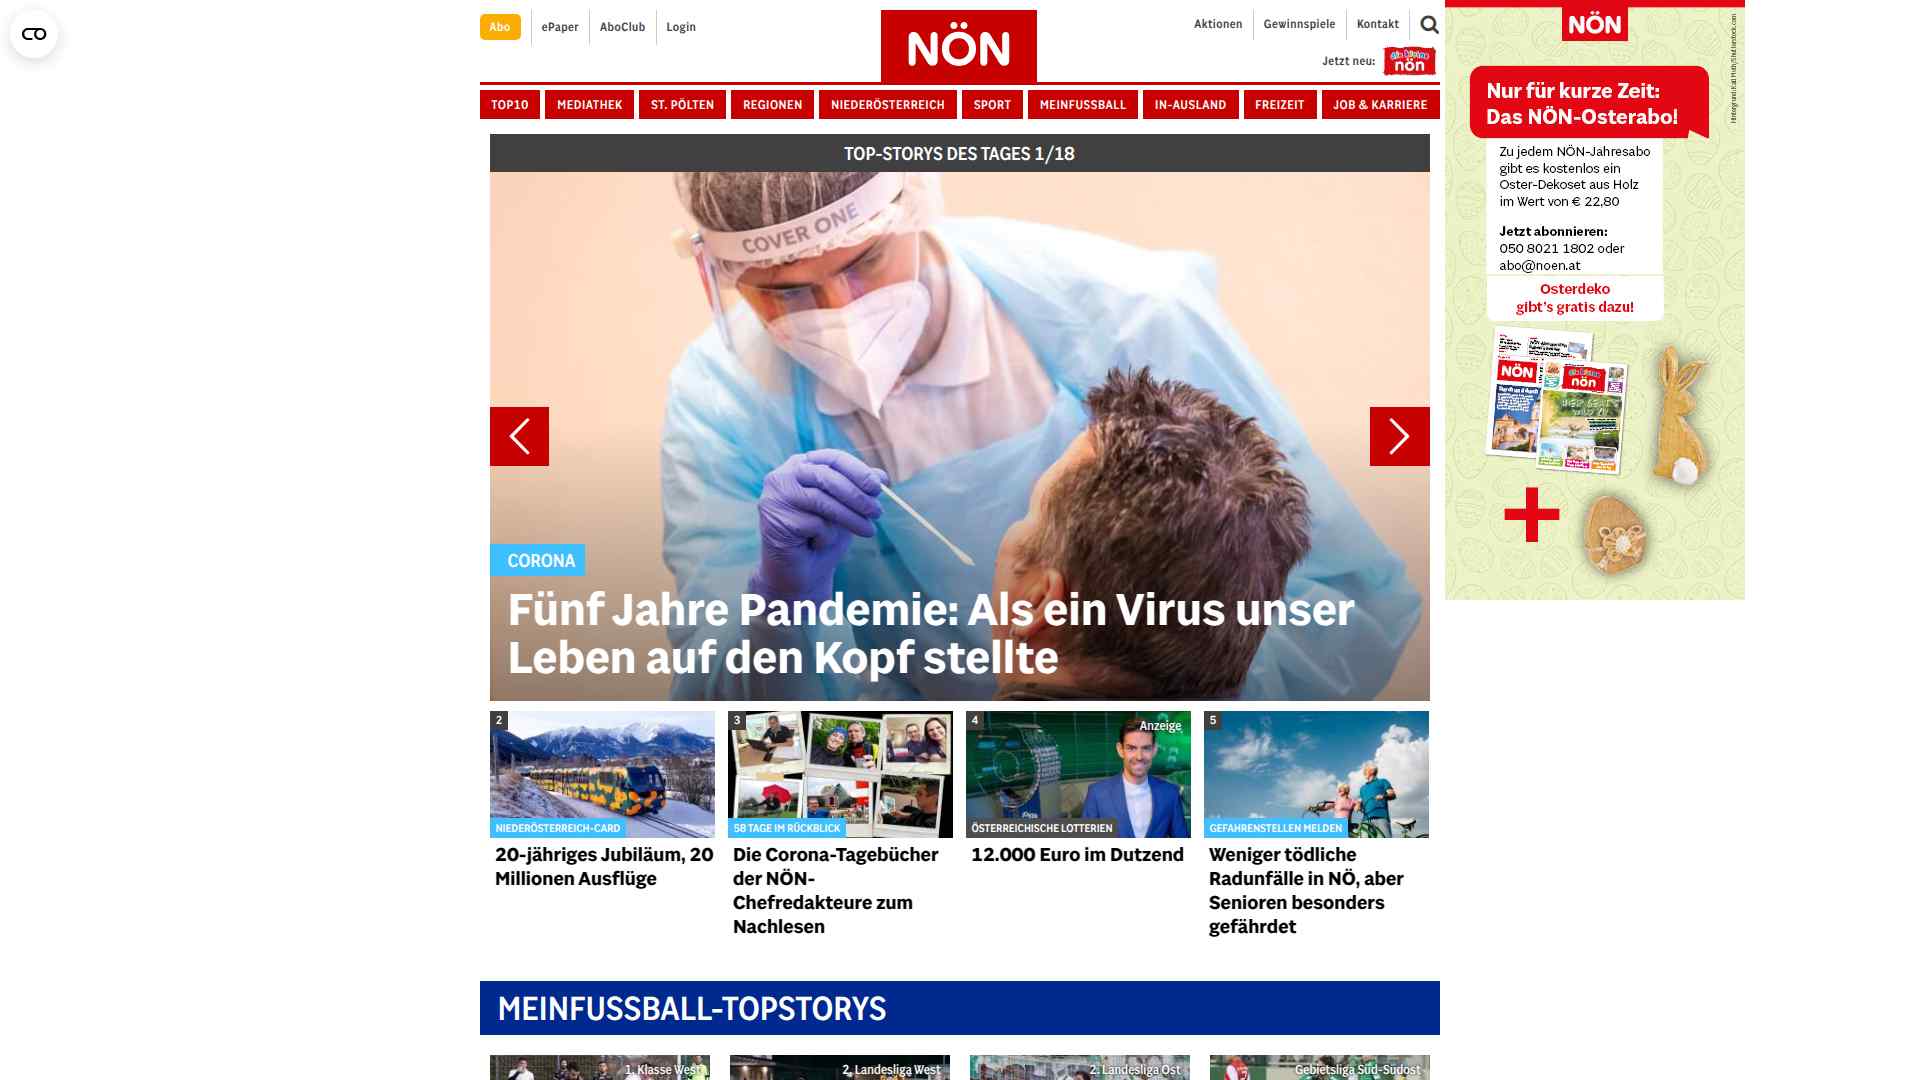 Abo
ePaper
AboClub
Login
NÖN
Aktionen
Gewinnspiele
Kontakt
Jetzt neu:
die kleine
nön
TOP10
MEDIATHEK
ST. PÖLTEN
REGIONEN
NIEDERÖSTERREICH
SPORT
MEINFUSSBALL
IN-AUSLAND
FREIZEIT
JOB & KARRIERE
TOP-STORYS DES TAGES 1/18
COVER ONE
CORONA
Fünf Jahre Pandemie: Als ein Virus unser
Leben auf den Kopf stellte
2
NIEDERÖSTERREICH-CARD
20-jähriges Jubiläum, 20
Millionen Ausflüge
3
58 TAGE IM RÜCKBLICK
Die Corona-Tagebücher
der NÖN-
Chefredakteure zum
Nachlesen
4
Anzeige
ÖSTERREICHISCHE LOTTERIEN
12.000 Euro im Dutzend
5
GEFAHRENSTELLEN MELDEN
Weniger tödliche
Radunfälle in NÖ, aber
Senioren besonders
gefährdet
MEINFUSSBALL-TOPSTORYS
1. Klasse West
2. Landesliga West
2. Landesliga Ost
Gebietsliga Süd-Südost
NÖN
Nur für kurze Zeit:
Das NÖN-Osterabo!
Zu jedem NÖN-Jahresabo
gibt es kostenlos ein
Oster-Dekoset aus Holz
im Wert von € 22,80
Jetzt abonnieren:
050 8021 1802 oder
abo@noen.at
Osterdeko
gibt's gratis dazu!
NÖN
nön
+